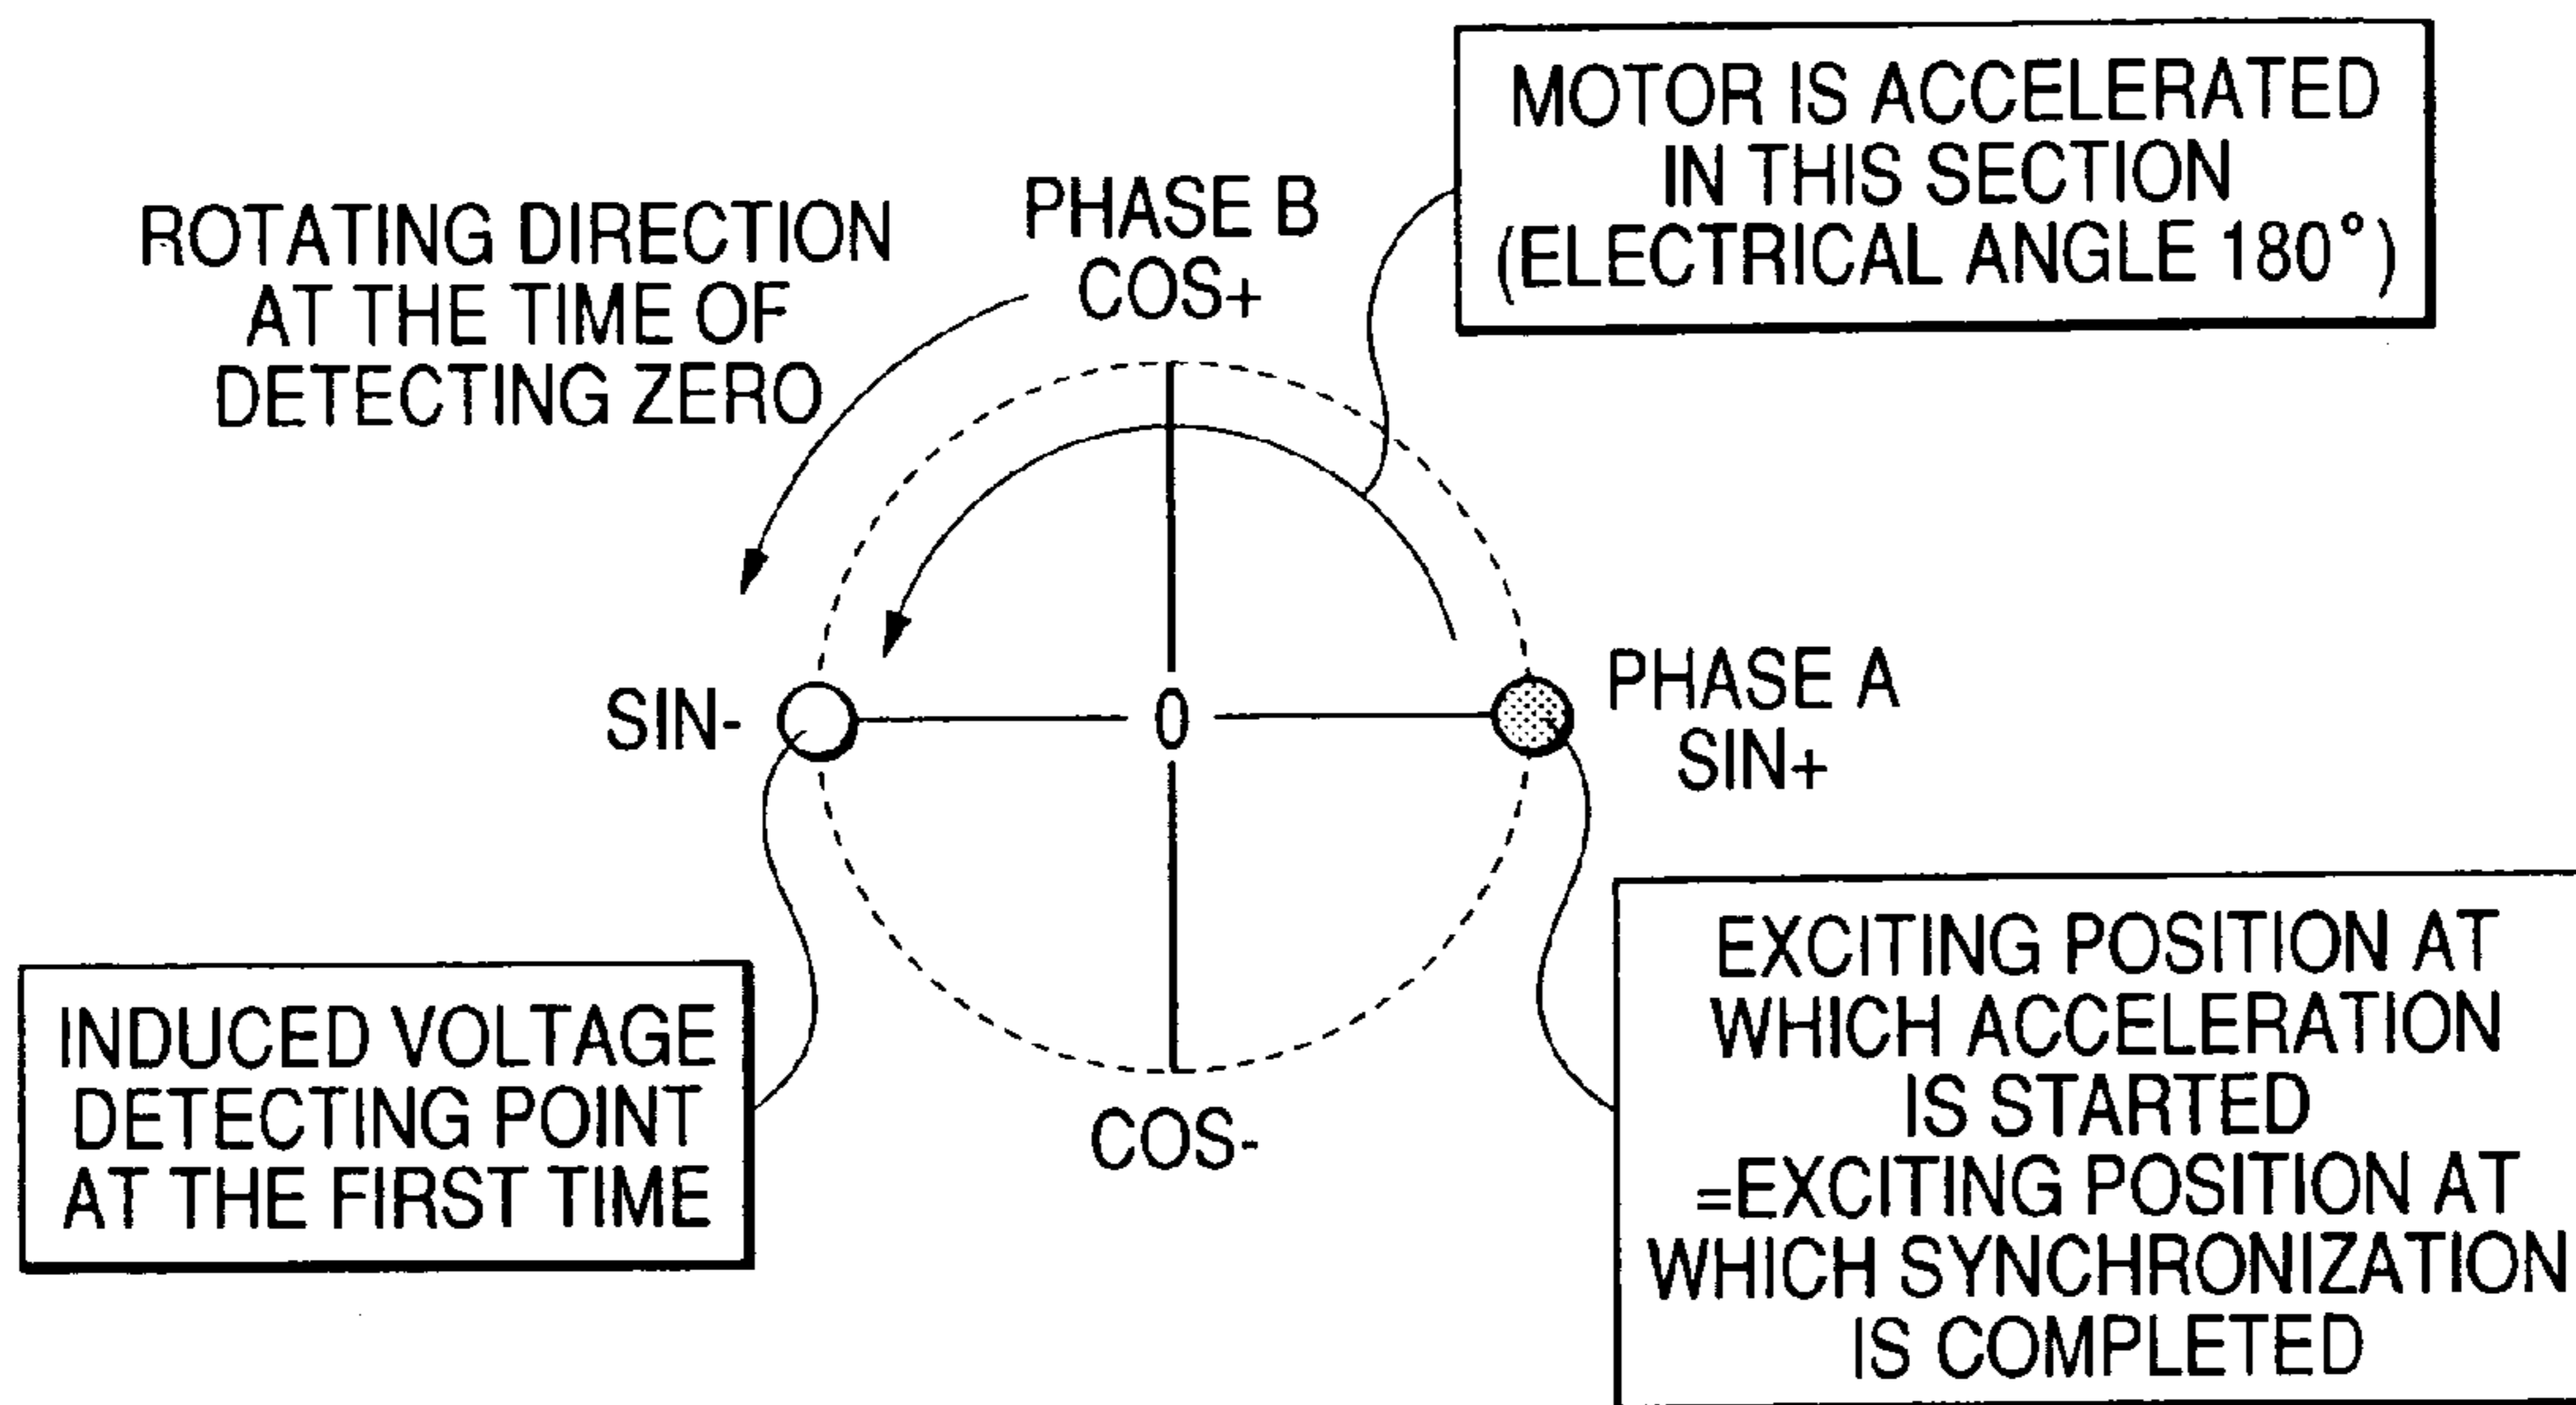 MOTOR IS ACCELERATED
IN THIS SECTION
(ELECTRICAL ANGLE 180°)
ROTATING DIRECTION
AT THE TIME OF
DETECTING ZERO
PHASE B
COS+
SIN-
0
PHASE A
SIN+
COS-
INDUCED VOLTAGE
DETECTING POINT
AT THE FIRST TIME
EXCITING POSITION AT
WHICH ACCELERATION
IS STARTED
=EXCITING POSITION AT
WHICH SYNCHRONIZATION
IS COMPLETED